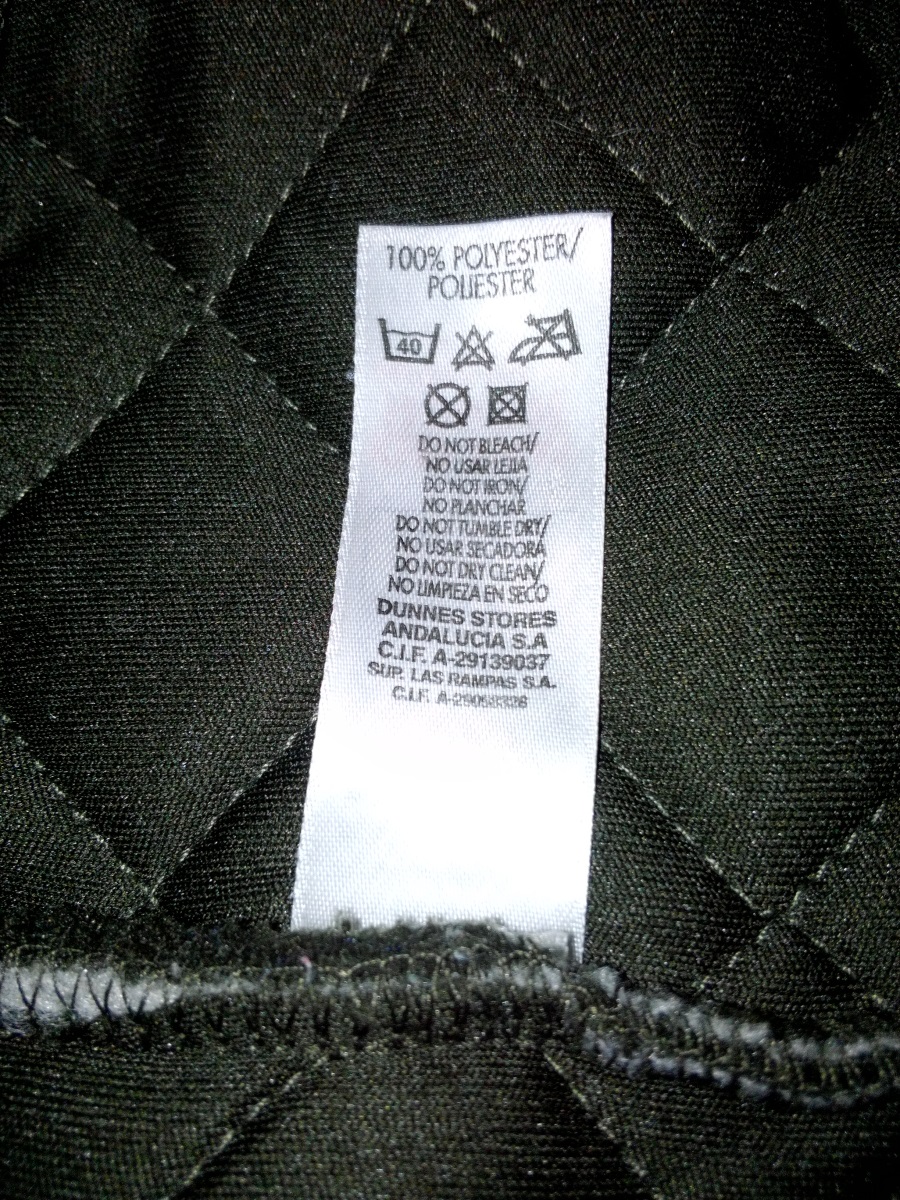 100% POLYESTER/
POLIESTER
40
DO NOT BLEACH/
NO USAR LEJIA
DO NOT IRON/
NO PLANCHAR
DO NOT TUMBLE DRY/
NO USAR SECADORA
DO NOT DRY CLEAN/
NO LIMPIEZA EN SECO
DUNNES STORES
ANDALUCIA S.A
C.I.F. A-29139037
SUP. LAS RAMPAS S.A.
C.I.F.